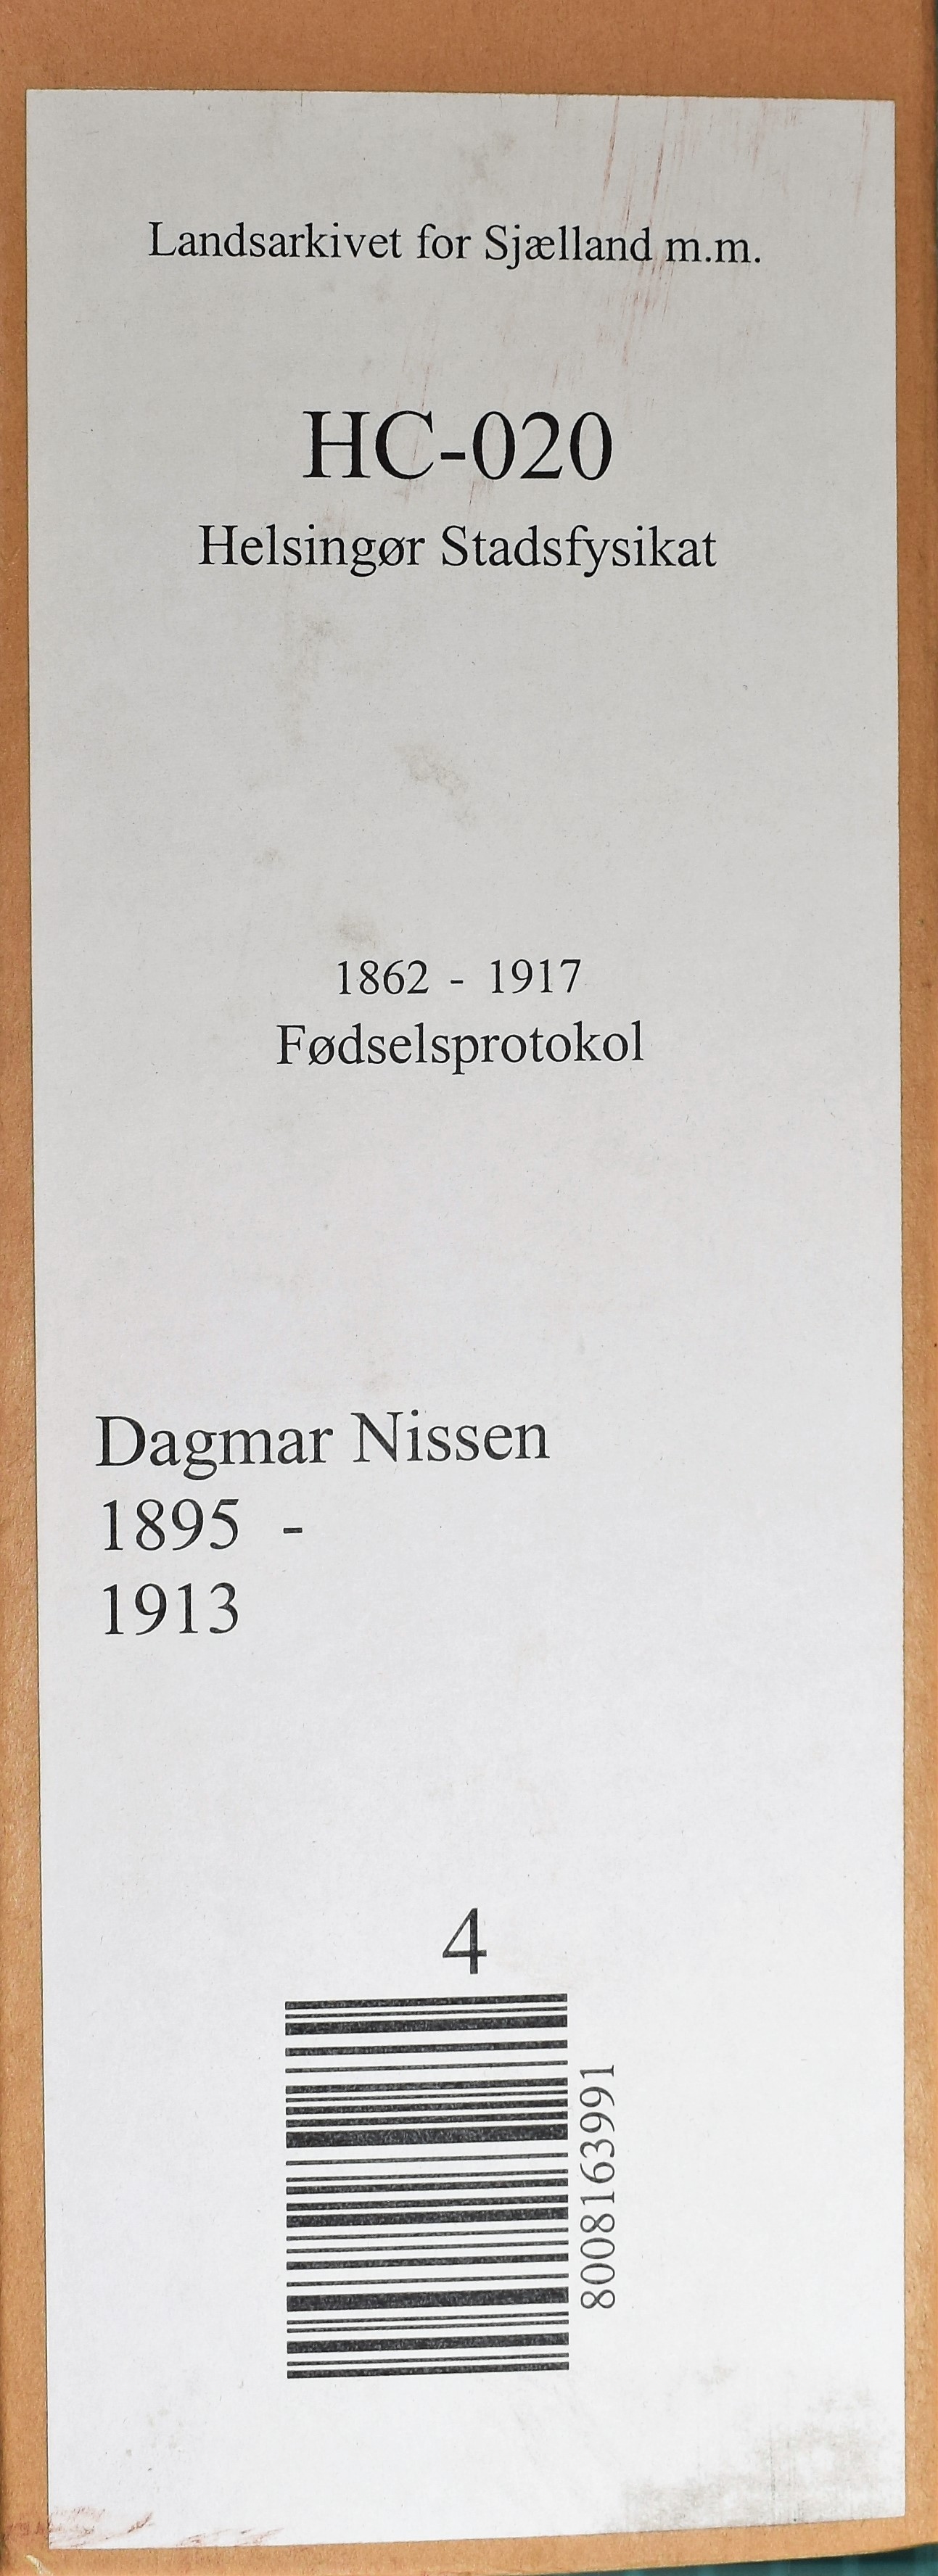 Landsarkivet for Sjælland m.m.
HC-020
Helsingør Stadsfysikat
1862 - 1917
Fødselsprotokol
Dagmar Nissen
1895 -
1913
4
8008163991